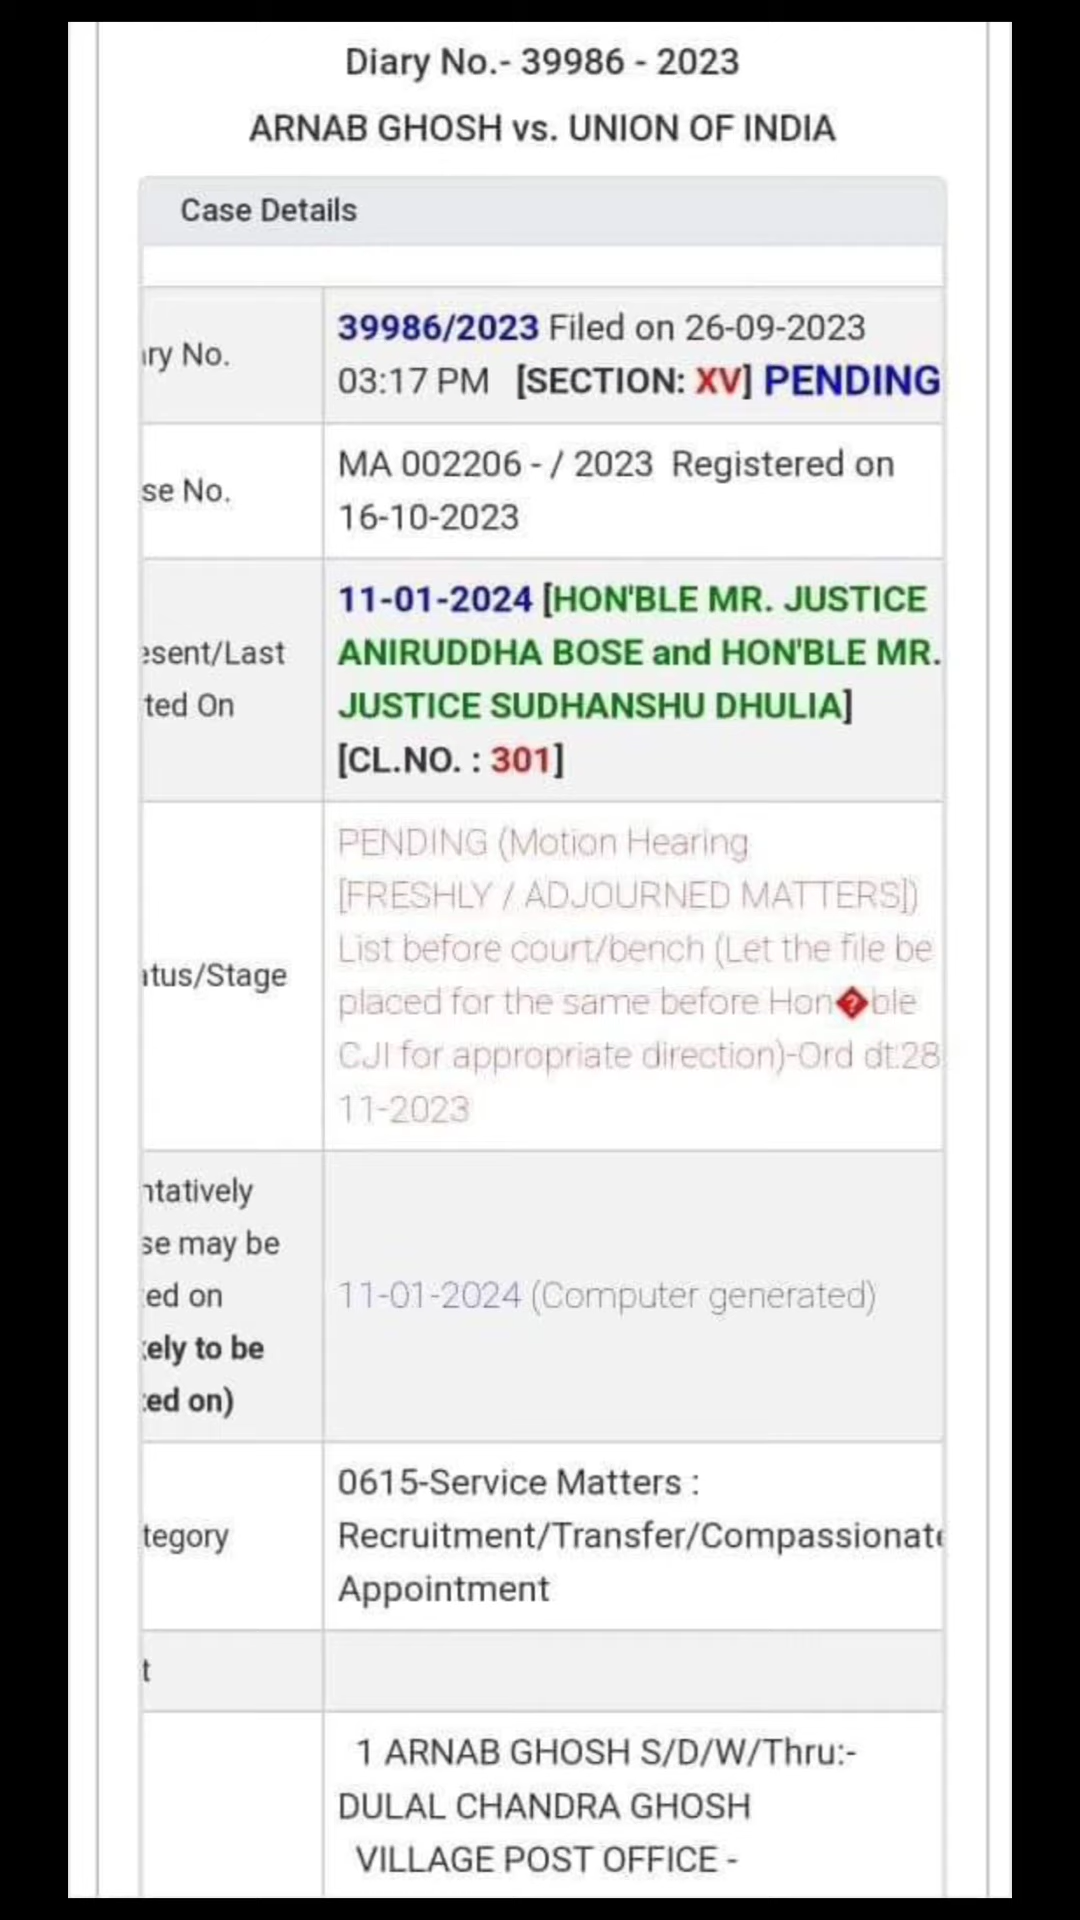 Diary No.- 39986 - 2023
ARNAB GHOSH vs. UNION OF INDIA
Case Details
ry No.
39986/2023 Filed on 26-09-2023
03:17 PM [SECTION: XV] PENDING
se No.
MA 002206 - / 2023 Registered on
16-10-2023
esent/Last
ted On
11-01-2024 [HON'BLE MR. JUSTICE
ANIRUDDHA BOSE and HON'BLE MR.
JUSTICE SUDHANSHU DHULIA]
[CL.NO. : 301]
atus/Stage
PENDING (Motion Hearing
[FRESHLY / ADJOURNED MATTERS])
List before court/bench (Let the file be
placed for the same before Hon�ble
CJI for appropriate direction)-Ord dt:28
11-2023
ntatively
se may be
ed on
kely to be
ed on)
11-01-2024 (Computer generated)
tegory
0615-Service Matters :
Recruitment/Transfer/Compassionate
Appointment
t
1 ARNAB GHOSH S/D/W/Thru:-
DULAL CHANDRA GHOSH
VILLAGE POST OFFICE -